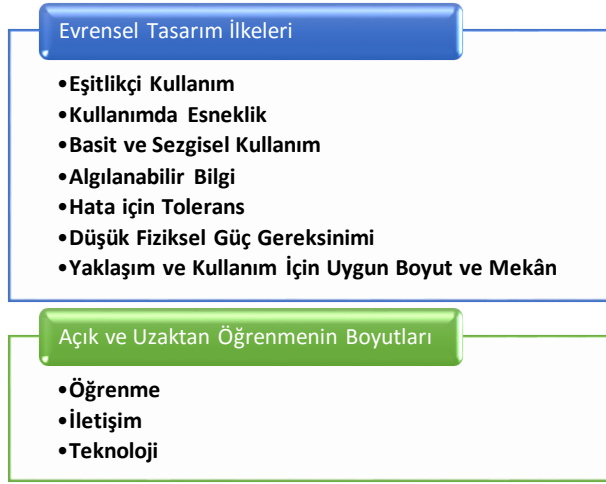 Evrensel Tasarım İlkeleri
•Eşitlikçi Kullanım
•Kullanımda Esneklik
•Basit ve Sezgisel Kullanım
•Algılanabilir Bilgi
•Hata için Tolerans
•Düşük Fiziksel Güç Gereksinimi
•Yaklaşım ve Kullanım İçin Uygun Boyut ve Mekân
Açık ve Uzaktan Öğrenmenin Boyutları
•Öğrenme
•İletişim
•Teknoloji